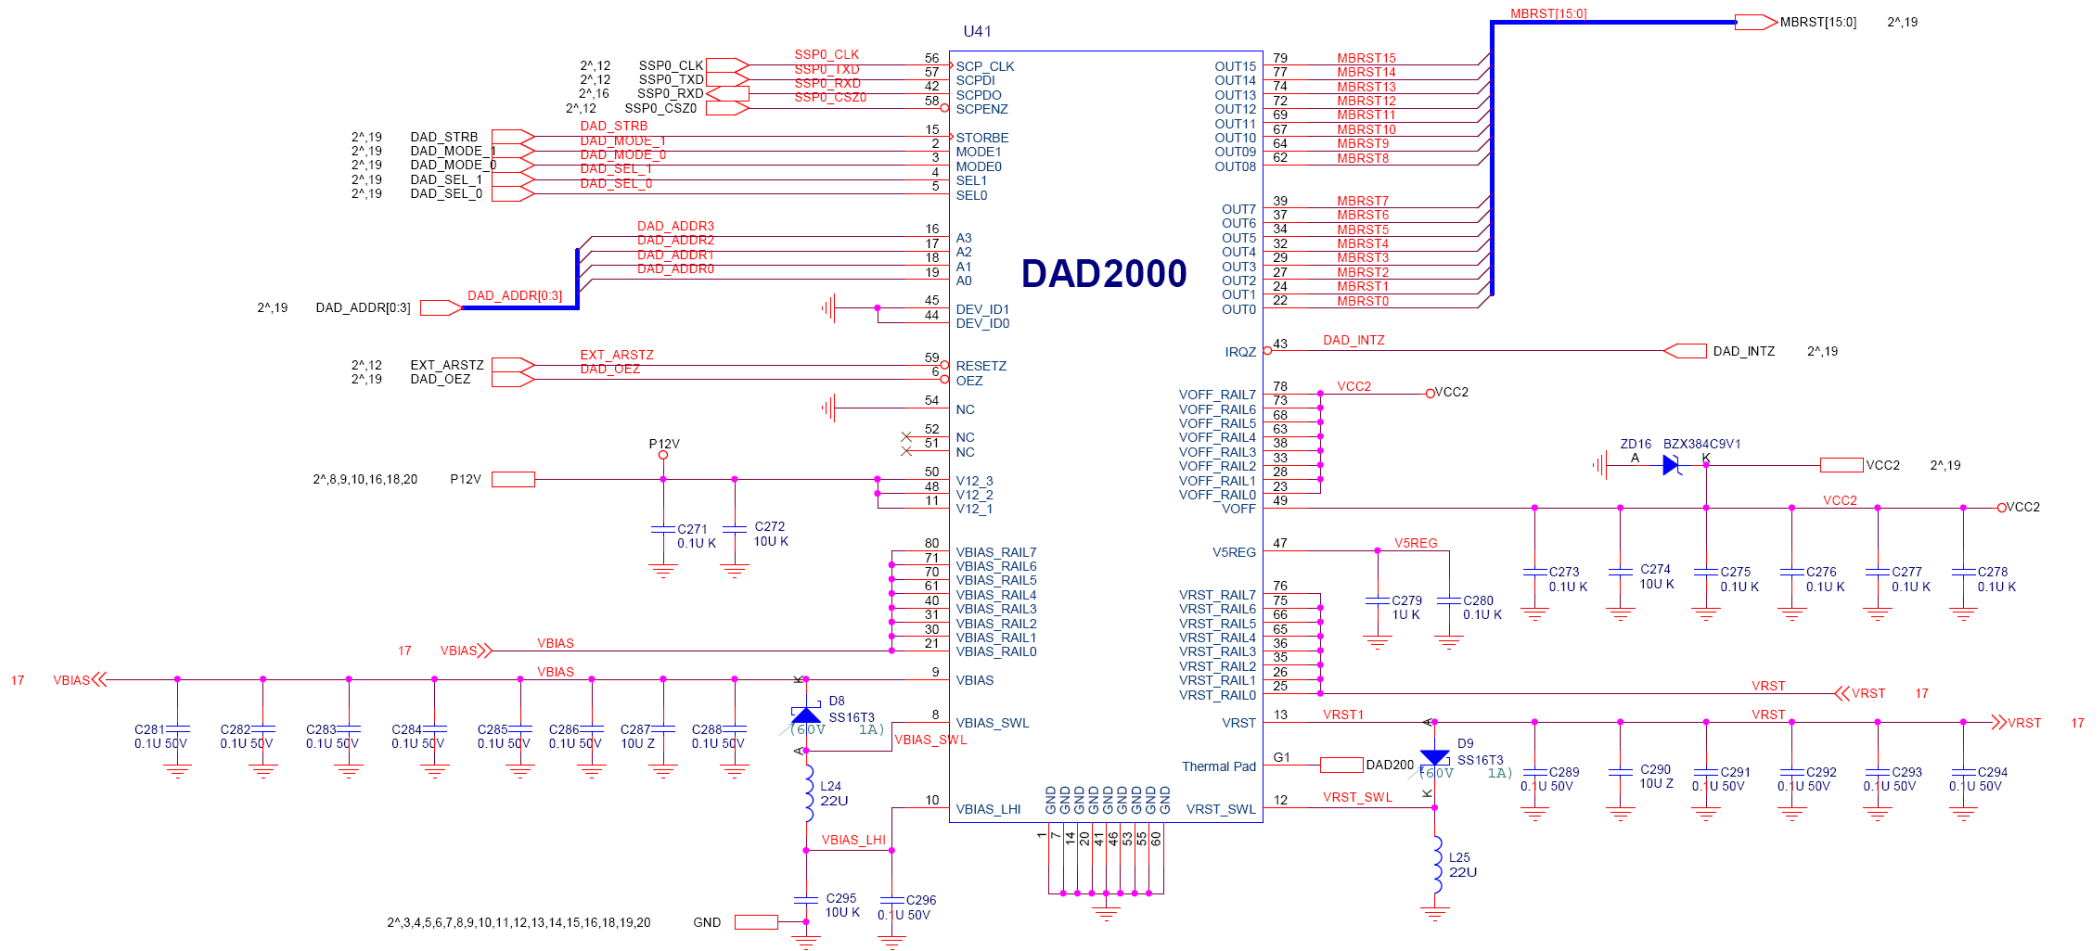 MBRST[15:0]
MBRST[15:0] 2^,19
U41
DAD2000
2^,12 SSP0_CLK SSP0_CLK 56 SCP_CLK
2^,12 SSP0_TXD SSP0_TXD 57 SCPDI
2^,16 SSP0_RXD SSP0_RXD 42 SCPDO
2^,12 SSP0_CSZ0 SSP0_CSZ0 58 SCPENZ
2^,19 DAD_STRB DAD_STRB 15 STORBE
2^,19 DAD_MODE_1 DAD_MODE_1 2 MODE1
2^,19 DAD_MODE_0 DAD_MODE_0 3 MODE0
2^,19 DAD_SEL_1 DAD_SEL_1 4 SEL1
2^,19 DAD_SEL_0 DAD_SEL_0 5 SEL0
DAD_ADDR3 16 A3
DAD_ADDR2 17 A2
DAD_ADDR1 18 A1
DAD_ADDR0 19 A0
2^,19 DAD_ADDR[0:3] DAD_ADDR[0:3]
45 DEV_ID1
44 DEV_ID0
2^,12 EXT_ARSTZ EXT_ARSTZ 59 RESETZ
2^,19 DAD_OEZ DAD_OEZ 6 OEZ
54 NC
52 NC
51 NC
P12V
2^,8,9,10,16,18,20 P12V 50 V12_3
48 V12_2
11 V12_1
C271
0.1U K
C272
10U K
80 VBIAS_RAIL7
71 VBIAS_RAIL6
70 VBIAS_RAIL5
61 VBIAS_RAIL4
40 VBIAS_RAIL3
31 VBIAS_RAIL2
30 VBIAS_RAIL1
17 VBIAS VBIAS 21 VBIAS_RAIL0
17 VBIAS VBIAS K 9 VBIAS
C281
0.1U 50V
C282
0.1U 50V
C283
0.1U 50V
C284
0.1U 50V
C285
0.1U 50V
C286
0.1U 50V
C287
10U Z
C288
0.1U 50V
D8
SS16T3
(60V 1A)
A
8 VBIAS_SWL
VBIAS_SWL
L24
22U
10 VBIAS_LHI
VBIAS_LHI
C295
10U K
C296
0.1U 50V
2^,3,4,5,6,7,8,9,10,11,12,13,14,15,16,18,19,20 GND
OUT15 79 MBRST15
OUT14 77 MBRST14
OUT13 74 MBRST13
OUT12 72 MBRST12
OUT11 69 MBRST11
OUT10 67 MBRST10
OUT09 64 MBRST9
OUT08 62 MBRST8
OUT7 39 MBRST7
OUT6 37 MBRST6
OUT5 34 MBRST5
OUT4 32 MBRST4
OUT3 29 MBRST3
OUT2 27 MBRST2
OUT1 24 MBRST1
OUT0 22 MBRST0
IRQZ 43 DAD_INTZ DAD_INTZ 2^,19
VOFF_RAIL7 78 VCC2 VCC2
VOFF_RAIL6 73
VOFF_RAIL5 68
VOFF_RAIL4 63
VOFF_RAIL3 38
VOFF_RAIL2 33
VOFF_RAIL1 28
VOFF_RAIL0 23
VOFF 49 VCC2 VCC2
ZD16 BZX384C9V1
A K VCC2 2^,19
C273
0.1U K
C274
10U K
C275
0.1U K
C276
0.1U K
C277
0.1U K
C278
0.1U K
V5REG 47 V5REG
C279
1U K
C280
0.1U K
VRST_RAIL7 76
VRST_RAIL6 75
VRST_RAIL5 66
VRST_RAIL4 65
VRST_RAIL3 36
VRST_RAIL2 35
VRST_RAIL1 26
VRST_RAIL0 25 VRST VRST 17
VRST 13 VRST1 A VRST VRST 17
Thermal Pad G1 DAD200
D9
SS16T3
(60V 1A)
K
VRST_SWL 12 VRST_SWL
L25
22U
C289
0.1U 50V
C290
10U Z
C291
0.1U 50V
C292
0.1U 50V
C293
0.1U 50V
C294
0.1U 50V
GND GND GND GND GND GND GND GND GND
1 7 14 20 41 46 53 55 60